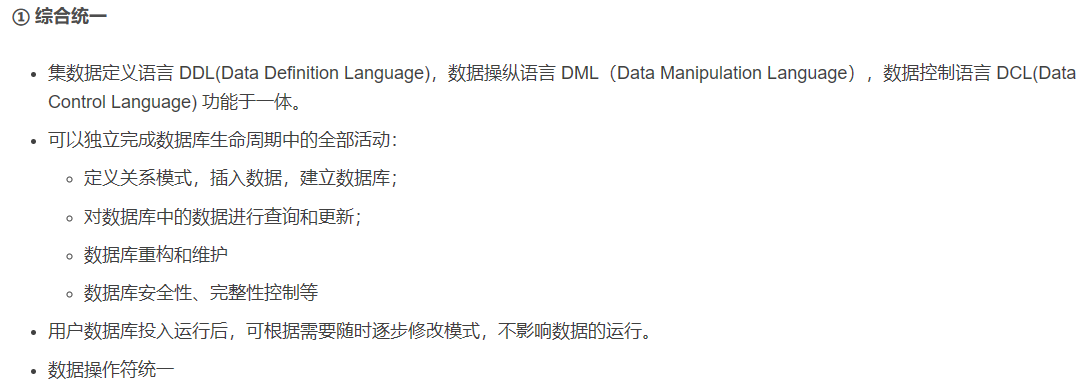 ① 综合统一
• 集数据定义语言 DDL(Data Definition Language)，数据操纵语言 DML（Data Manipulation Language），数据控制语言 DCL(Data
Control Language) 功能于一体。
• 可以独立完成数据库生命周期中的全部活动：
◦ 定义关系模式，插入数据，建立数据库；
◦ 对数据库中的数据进行查询和更新；
◦ 数据库重构和维护
◦ 数据库安全性、完整性控制等
• 用户数据库投入运行后，可根据需要随时逐步修改模式，不影响数据的运行。
• 数据操作符统一